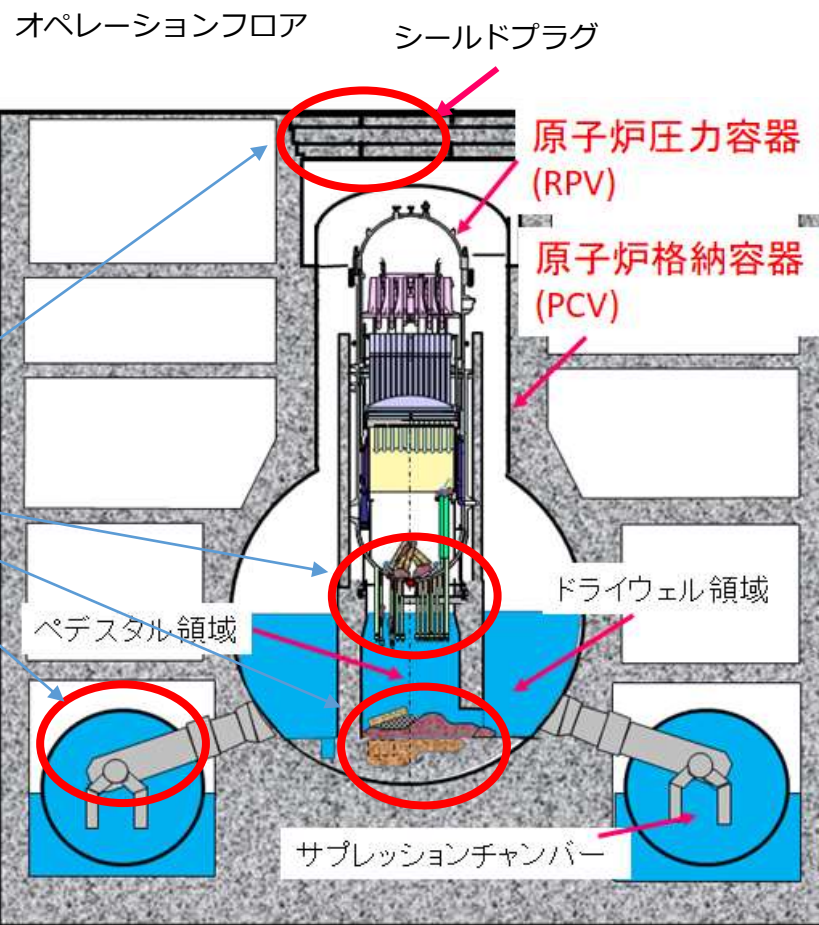 オペレーションフロア
シールドプラグ
原子炉圧力容器
(RPV)
原子炉格納容器
(PCV)
ドライウェル領域
ペデスタル領域
サプレッションチャンバー